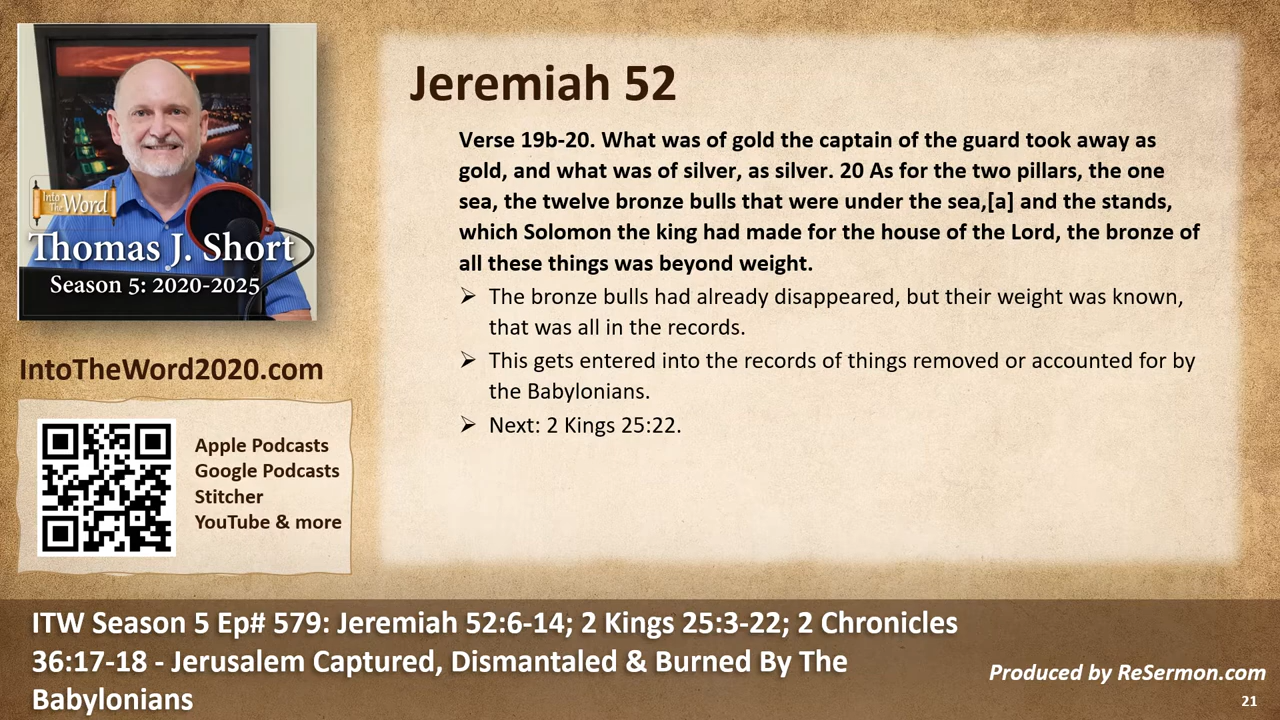 Into
The Word
Thomas J. Short
Season 5: 2020-2025
IntoTheWord2020.com
Apple Podcasts
Google Podcasts
Stitcher
YouTube & more
Jeremiah 52
Verse 19b-20. What was of gold the captain of the guard took away as
gold, and what was of silver, as silver. 20 As for the two pillars, the one
sea, the twelve bronze bulls that were under the sea,[a] and the stands,
which Solomon the king had made for the house of the Lord, the bronze of
all these things was beyond weight.
➢ The bronze bulls had already disappeared, but their weight was known,
that was all in the records.
➢ This gets entered into the records of things removed or accounted for by
the Babylonians.
➢ Next: 2 Kings 25:22.
ITW Season 5 Ep# 579: Jeremiah 52:6-14; 2 Kings 25:3-22; 2 Chronicles
36:17-18 - Jerusalem Captured, Dismantaled & Burned By The
Babylonians
Produced by ReSermon.com
21